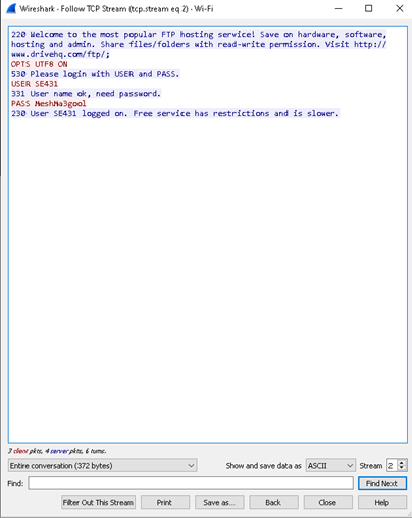 Wireshark - Follow TCP Stream (tcp.stream eq 2) - Wi-Fi
220 Welcome to the most popular FTP hosting service! Save on hardware, software,
hosting and admin. Share files/folders with read-write permission. Visit http://
www.drivehq.com/ftp/;
OPTS UTF8 ON
530 Please login with USER and PASS.
USER SE431
331 User name ok, need password.
PASS MeshMa3gool
230 User SE431 logged on. Free service has restrictions and is slower.
3 client pkts, 4 server pkts, 6 turns.
Entire conversation (372 bytes)
Show and save data as
ASCII
Stream
2
Find:
Find Next
Filter Out This Stream
Print
Save as...
Back
Close
Help